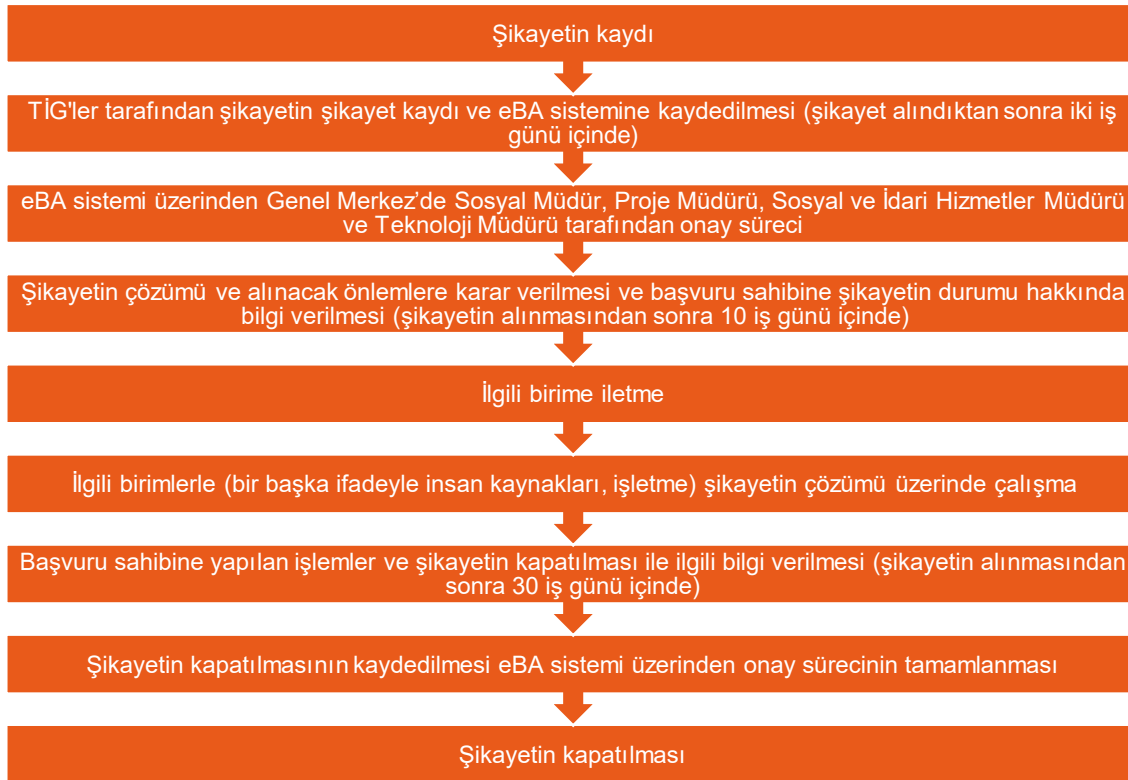 Şikayetin kaydı
TİG'ler tarafından şikayetin şikayet kaydı ve eBA sistemine kaydedilmesi (şikayet alındıktan sonra iki iş
günü içinde)
eBA sistemi üzerinden Genel Merkez’de Sosyal Müdür, Proje Müdürü, Sosyal ve İdari Hizmetler Müdürü
ve Teknoloji Müdürü tarafından onay süreci
Şikayetin çözümü ve alınacak önlemlere karar verilmesi ve başvuru sahibine şikayetin durumu hakkında
bilgi verilmesi (şikayetin alınmasından sonra 10 iş günü içinde)
İlgili birime iletme
İlgili birimlerle (bir başka ifadeyle insan kaynakları, işletme) şikayetin çözümü üzerinde çalışma
Başvuru sahibine yapılan işlemler ve şikayetin kapatılması ile ilgili bilgi verilmesi (şikayetin alınmasından
sonra 30 iş günü içinde)
Şikayetin kapatılmasının kaydedilmesi eBA sistemi üzerinden onay sürecinin tamamlanması
Şikayetin kapatılması